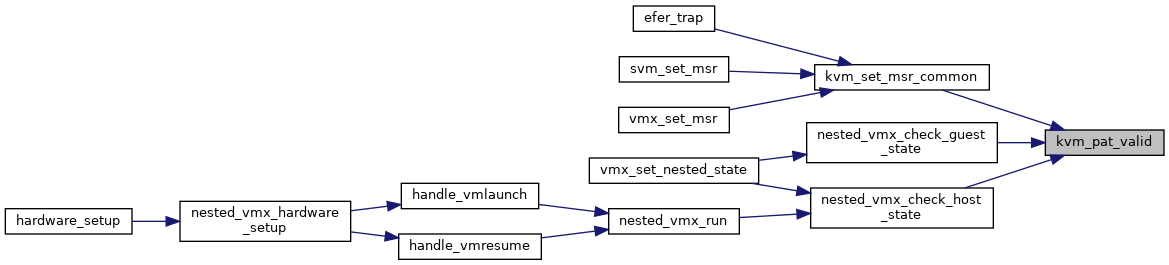 efer_trap
svm_set_msr
kvm_set_msr_common
vmx_set_msr
nested_vmx_check_guest
_state
kvm_pat_valid
vmx_set_nested_state
handle_vmlaunch
nested_vmx_check_host
_state
hardware_setup
nested_vmx_hardware
_setup
nested_vmx_run
handle_vmresume